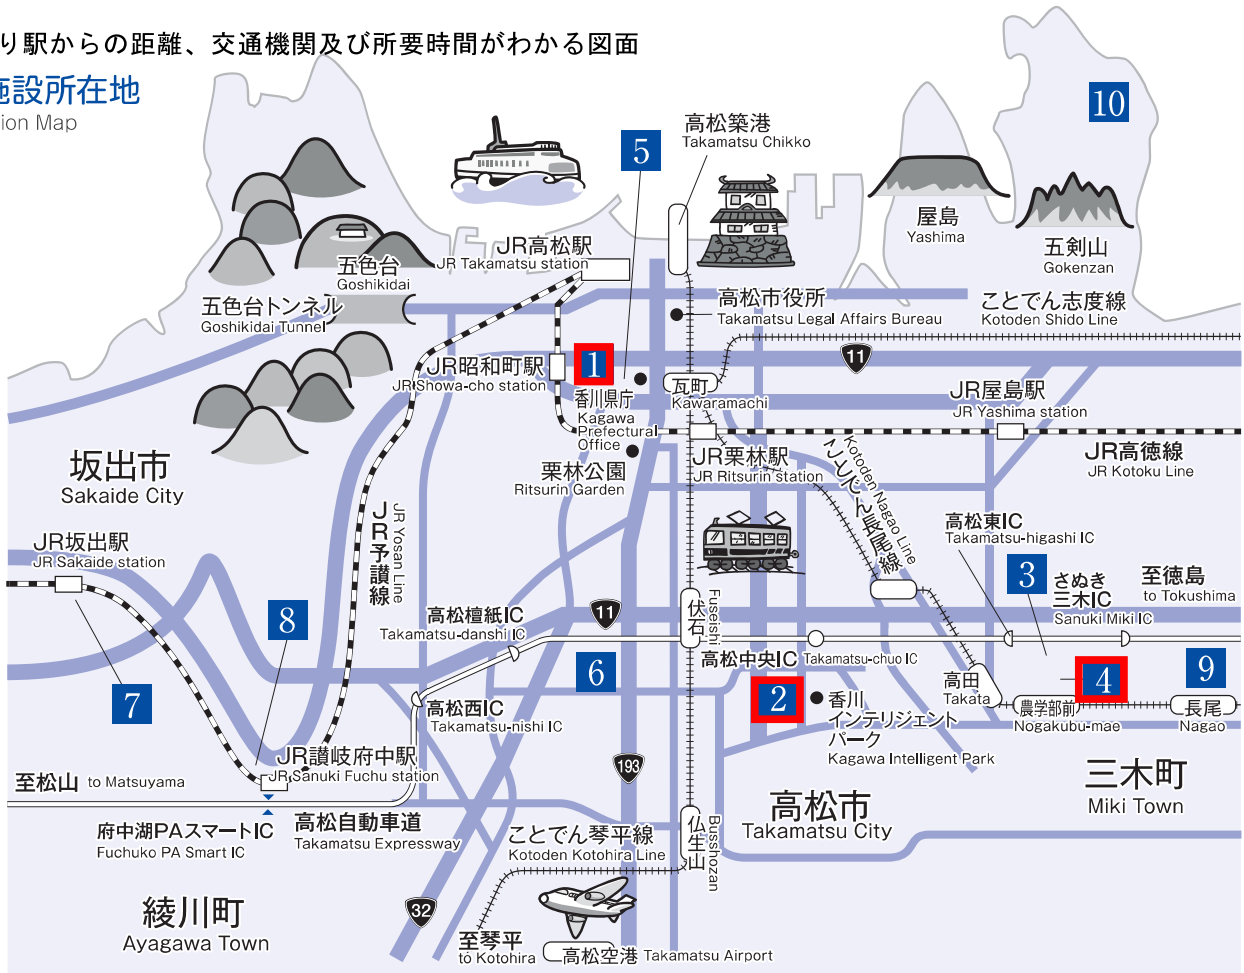 り駅からの距離、交通機関及び所要時間がわかる図面
施設所在地
ion Map
10
高松築港
Takamatsu Chikko
5
屋島
Yashima
五剣山
Gokenzan
JR高松駅
JR Takamatsu station
五色台
Goshikidai
五色台トンネル
Goshikidai Tunnel
高松市役所
Takamatsu Legal Affairs Bureau
ことでん志度線
Kotoden Shido Line
11
JR昭和町駅
JR Showa-cho station
1
香川県庁
Kagawa
Prefectural
Office
瓦町
Kawaramachi
JR屋島駅
JR Yashima station
JR高徳線
JR Kotoku Line
栗林公園
Ritsurin Garden
JR栗林駅
JR Ritsurin station
ことでん長尾線
Kotoden Nagao Line
坂出市
Sakaide City
JR予讃線
JR Yosan Line
JR坂出駅
JR Sakaide station
高松東IC
Takamatsu-higashi IC
3
さぬき
三木IC
Sanuki Miki IC
至徳島
to Tokushima
8
高松檀紙IC
Takamatsu-danshi IC
11
伏石
Fuseishi
高松中央IC Takamatsu-chuo IC
6
7
高松西IC
Takamatsu-nishi IC
2
香川
インテリジェント
パーク
Kagawa Intelligent Park
高田
Takata
4
農学部前
Nogakubu-mae
9
長尾
Nagao
JR讃岐府中駅
JR Sanuki Fuchu station
193
至松山 to Matsuyama
三木町
Miki Town
高松市
Takamatsu City
府中湖PAスマートIC
Fuchuko PA Smart IC
高松自動車道
Takamatsu Expressway
ことでん琴平線
Kotoden Kotohira Line
仏生山
Busshozan
綾川町
Ayagawa Town
32
至琴平
to Kotohira
高松空港 Takamatsu Airport